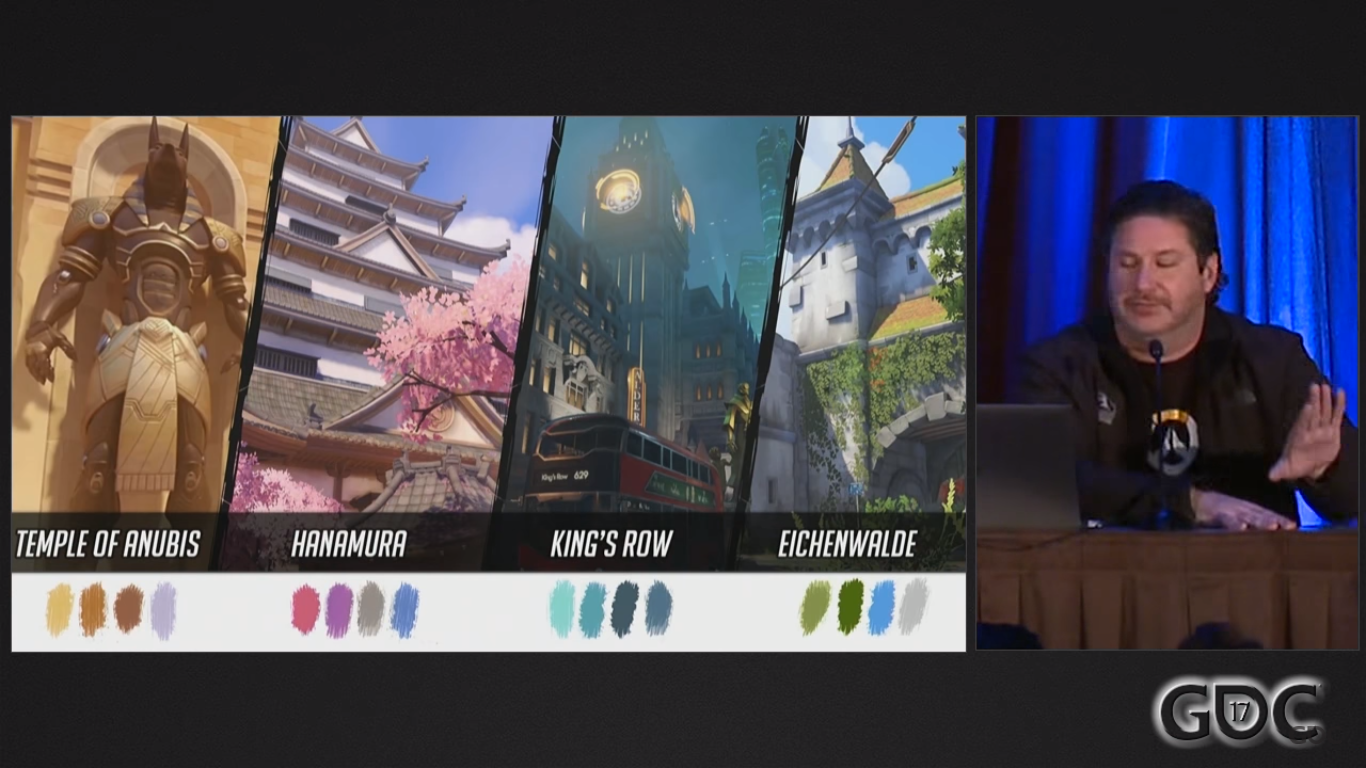 TEMPLE OF ANUBIS
HANAMURA
KING'S ROW
EICHENWALDE
King's Row 629
GDC
17